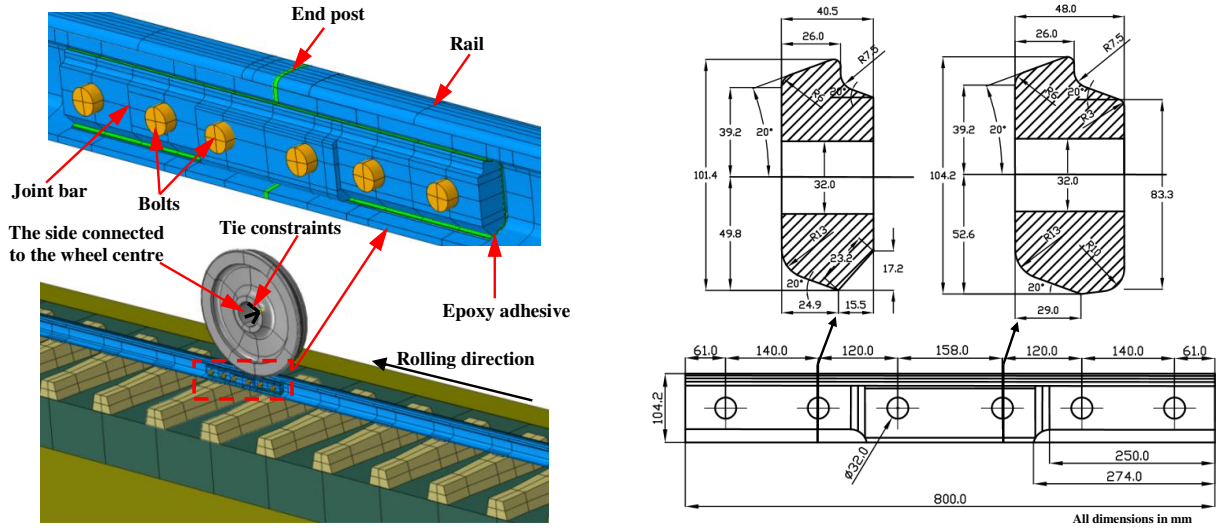 End post
Rail
Joint bar
Bolts
Tie constraints
The side connected
to the wheel centre
Epoxy adhesive
Rolling direction
40.5
26.0
R7.5
R6
20°
39.2
20°
101.4
32.0
49.8
R13
23.2
17.2
20°
24.9
15.5
48.0
26.0
R7.5
R6
20°
R3
39.2
20°
104.2
32.0
83.3
52.6
R13
R10
20°
29.0
61.0
140.0
120.0
158.0
120.0
140.0
61.0
104.2
ø32.0
250.0
274.0
800.0
All dimensions in mm